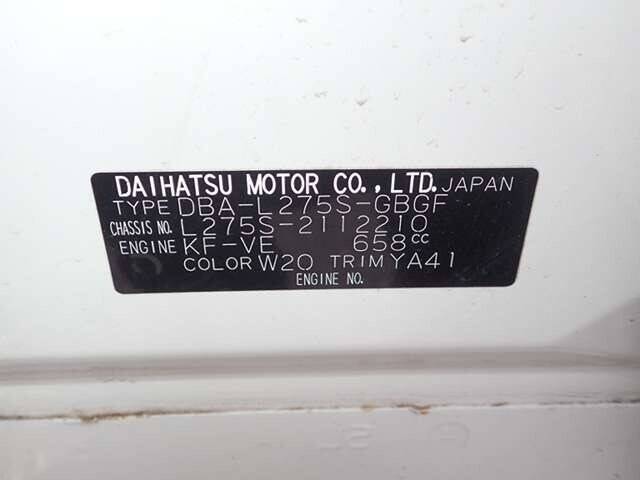 DAIHATSU MOTOR CO.,LTD. JAPAN
TYPE DBA-L275S-GBGF
CHASSIS NO. L275S-2112210
ENGINE KF-VE 658cc
COLOR W20 TRIM YA41
ENGINE NO.